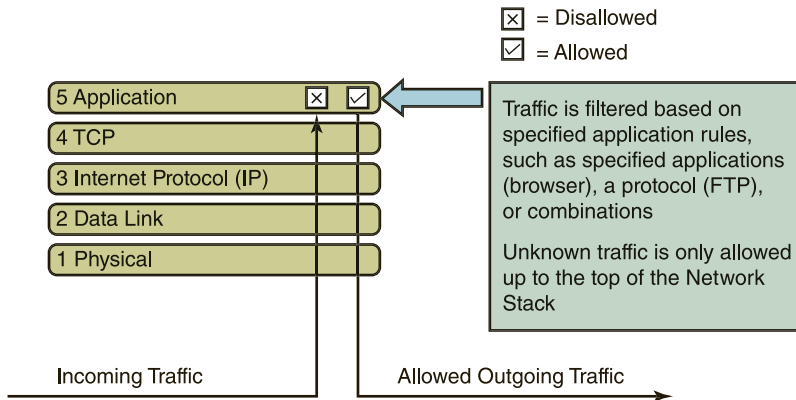 = Disallowed
= Allowed
5 Application
4 TCP
3 Internet Protocol (IP)
2 Data Link
1 Physical
Traffic is filtered based on
specified application rules,
such as specified applications
(browser), a protocol (FTP),
or combinations
Unknown traffic is only allowed
up to the top of the Network
Stack
Incoming Traffic
Allowed Outgoing Traffic